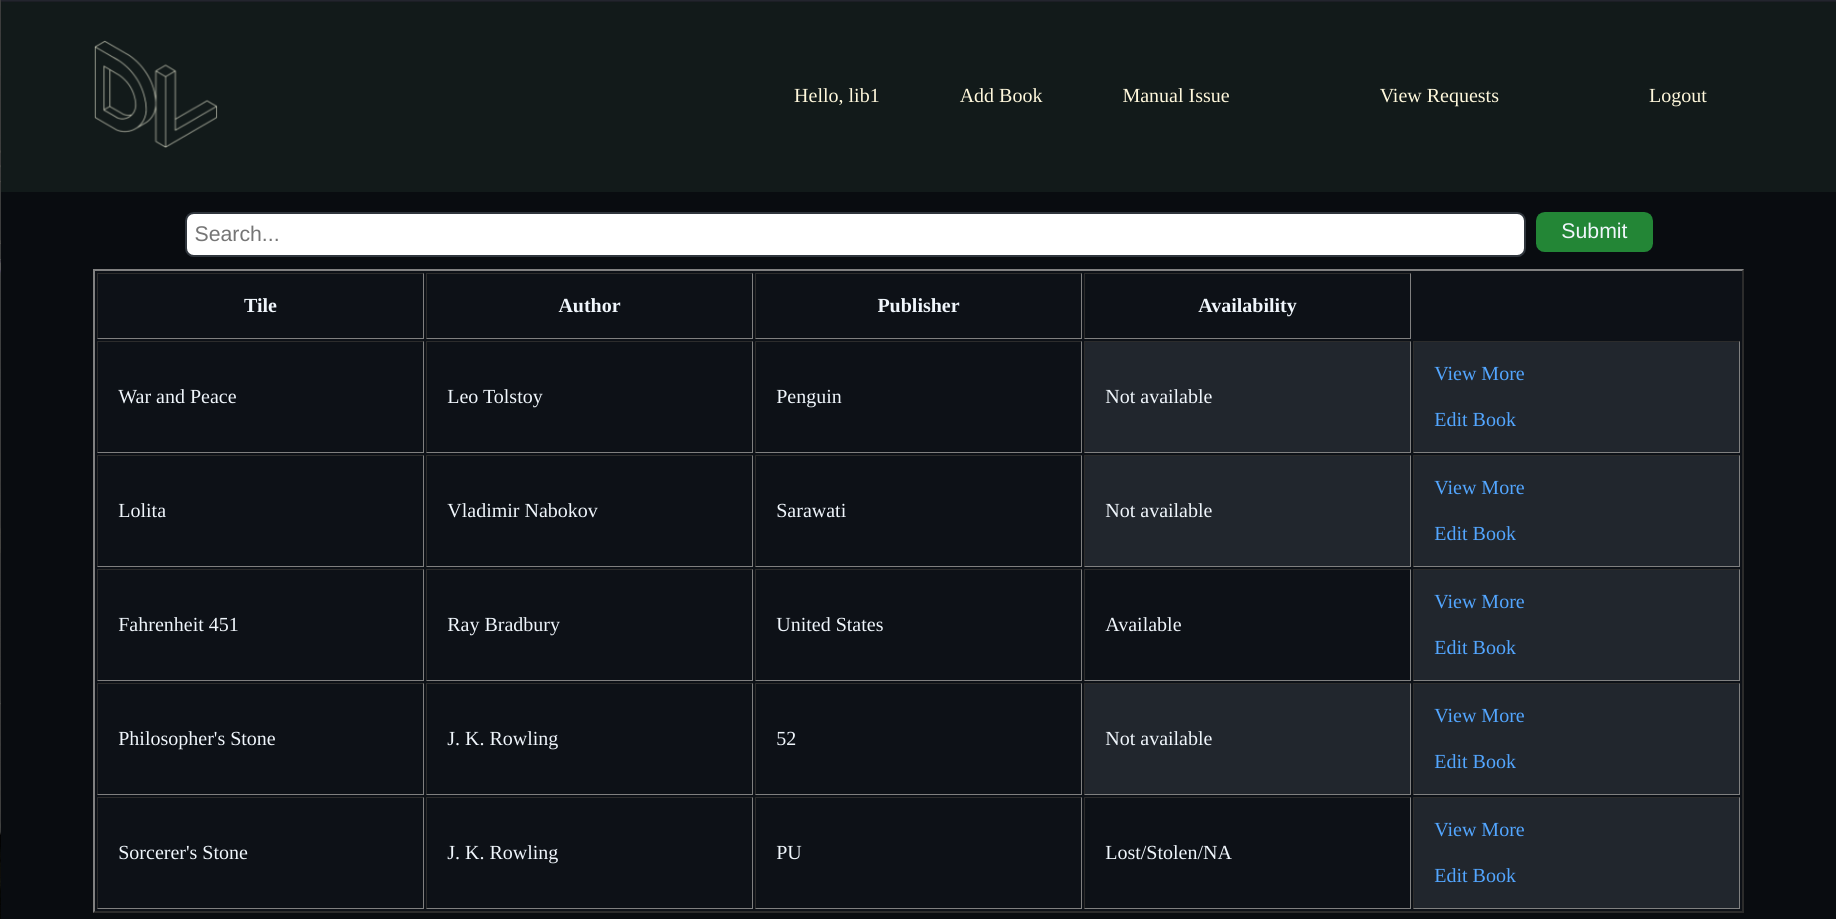 DL
Hello, lib1 Add Book Manual Issue View Requests Logout
Search... Submit
Tile Author Publisher Availability
War and Peace Leo Tolstoy Penguin Not available View More
Edit Book
Lolita Vladimir Nabokov Sarawati Not available View More
Edit Book
Fahrenheit 451 Ray Bradbury United States Available View More
Edit Book
Philosopher's Stone J. K. Rowling 52 Not available View More
Edit Book
Sorcerer's Stone J. K. Rowling PU Lost/Stolen/NA View More
Edit Book